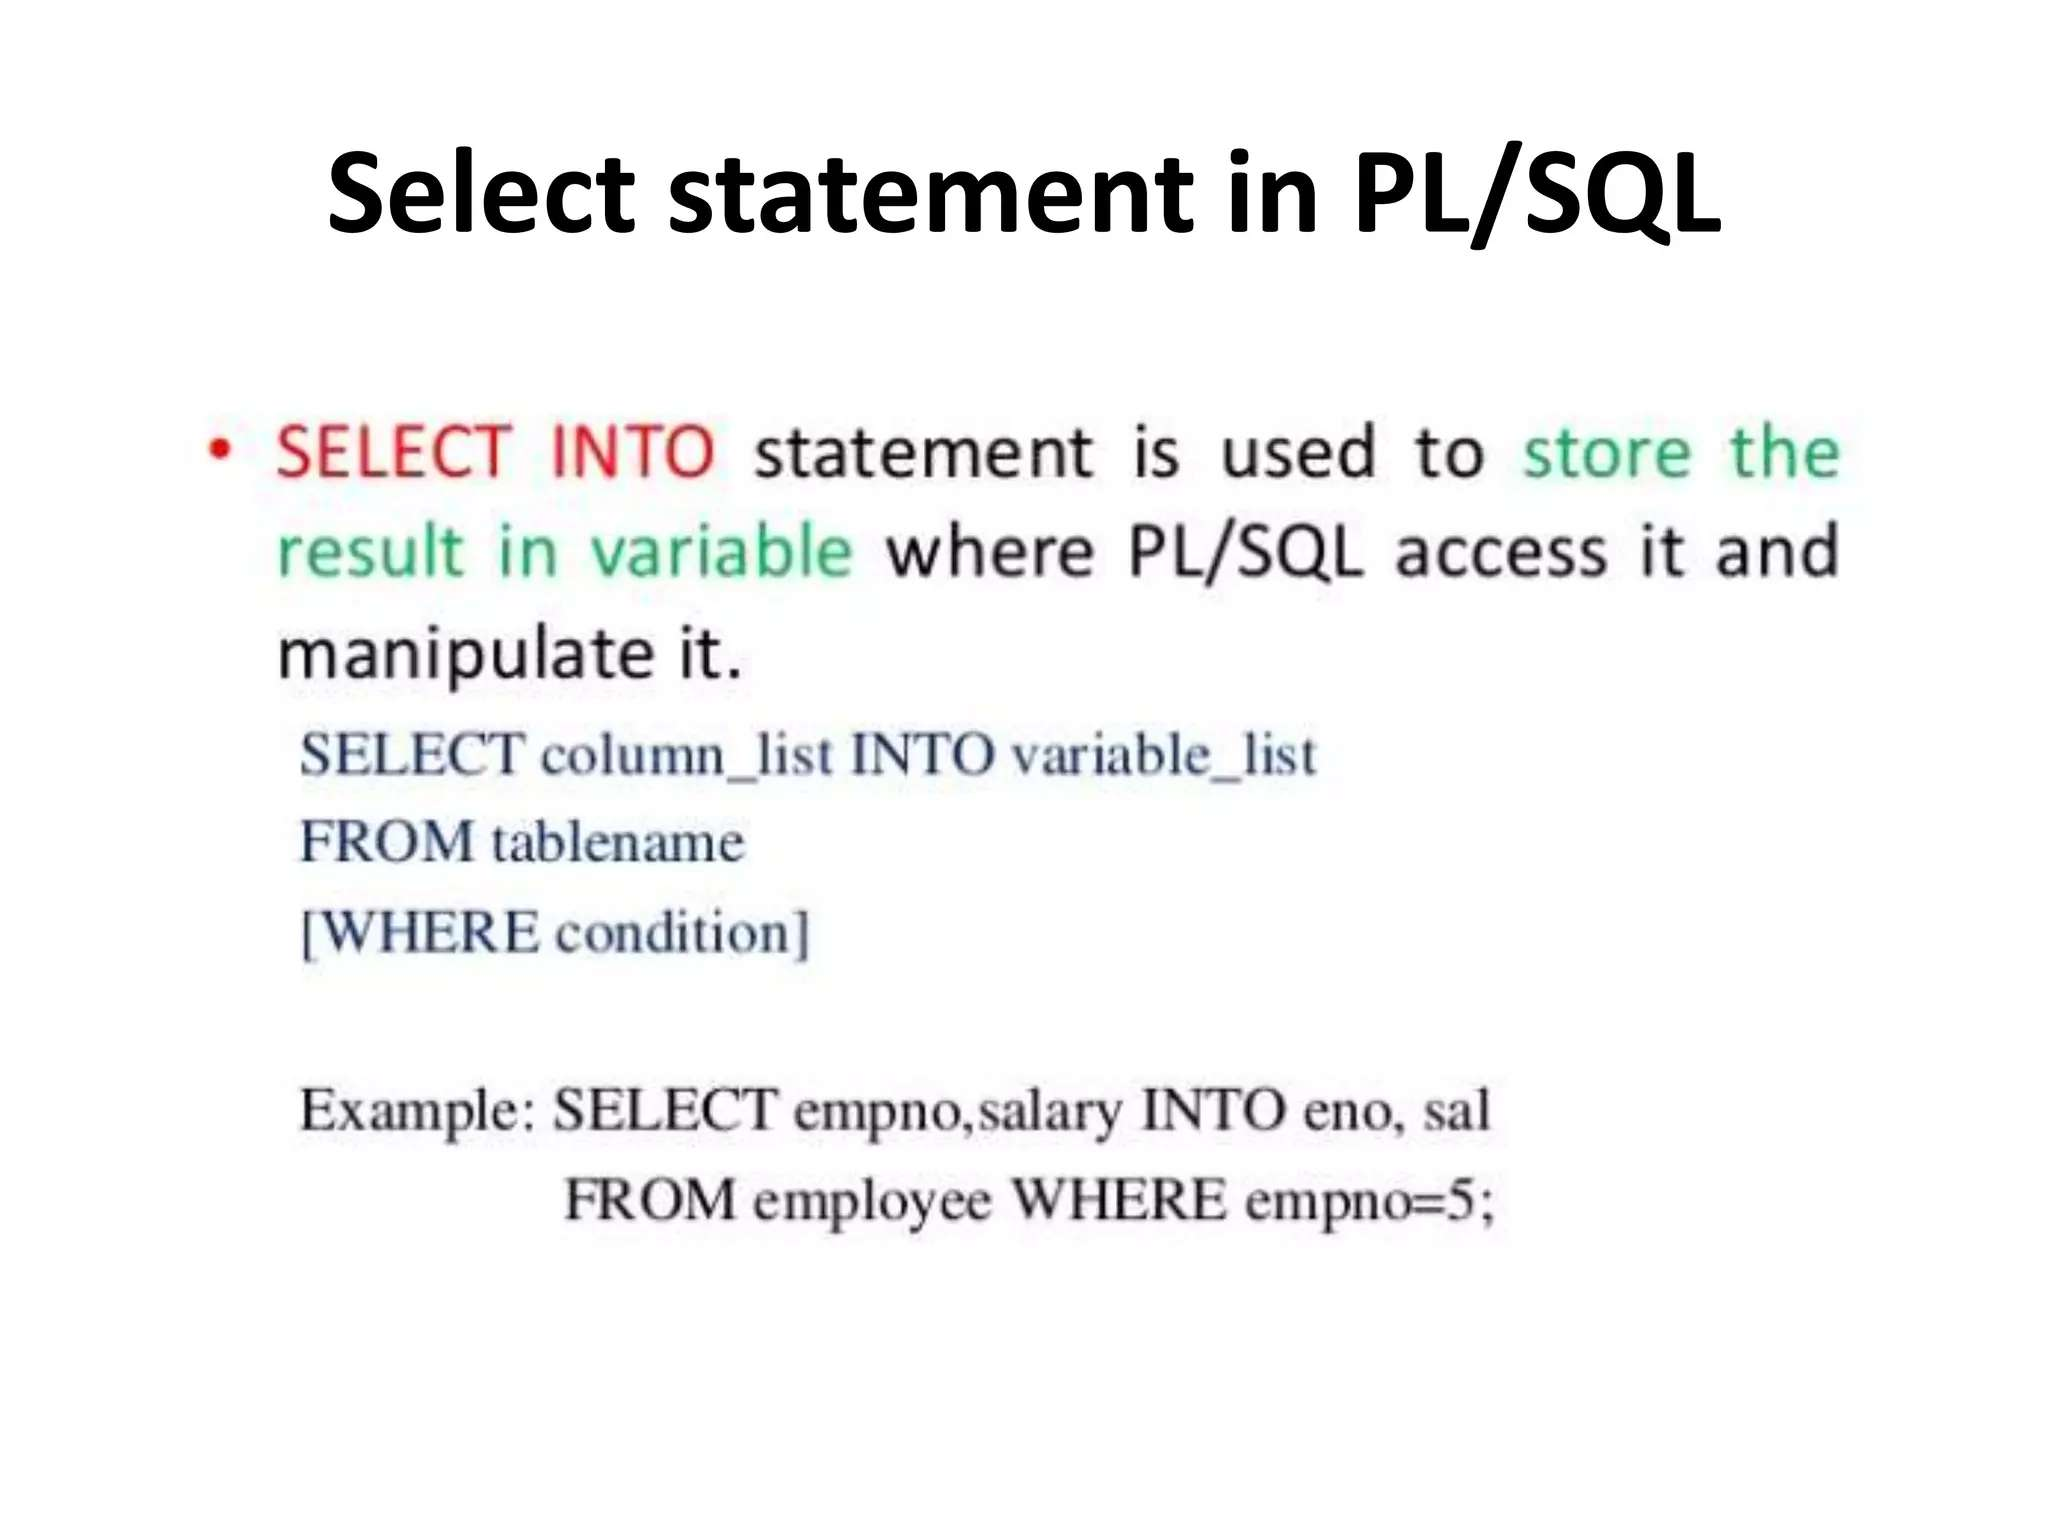 Select statement in PL/SQL
• SELECT INTO statement is used to store the
result in variable where PL/SQL access it and
manipulate it.
SELECT column_list INTO variable_list
FROM tablename
[WHERE condition]
Example: SELECT empno,salary INTO eno, sal
FROM employee WHERE empno=5;